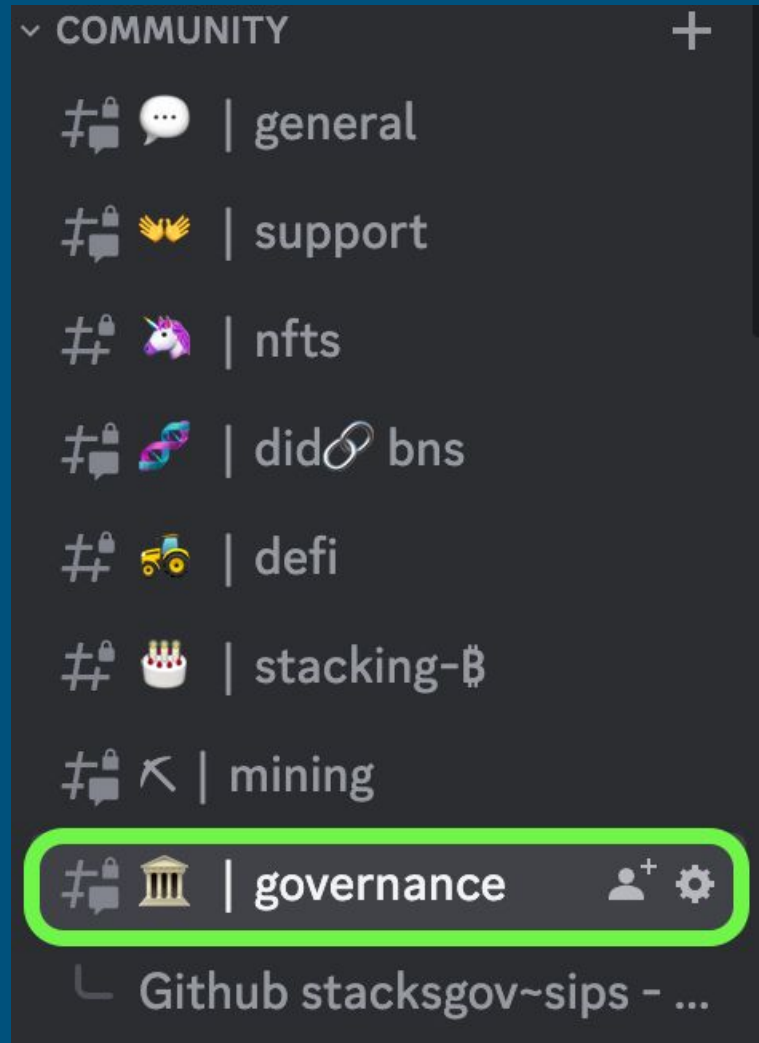 COMMUNITY
# 💬 | general
# 👐 | support
# 🦄 | nfts
# 🧬 | did🔗 bns
# 🚜 | defi
# 🎂 | stacking-₿
# ⛏ | mining
# 🏛 | governance
Github stacksgov~sips - ...